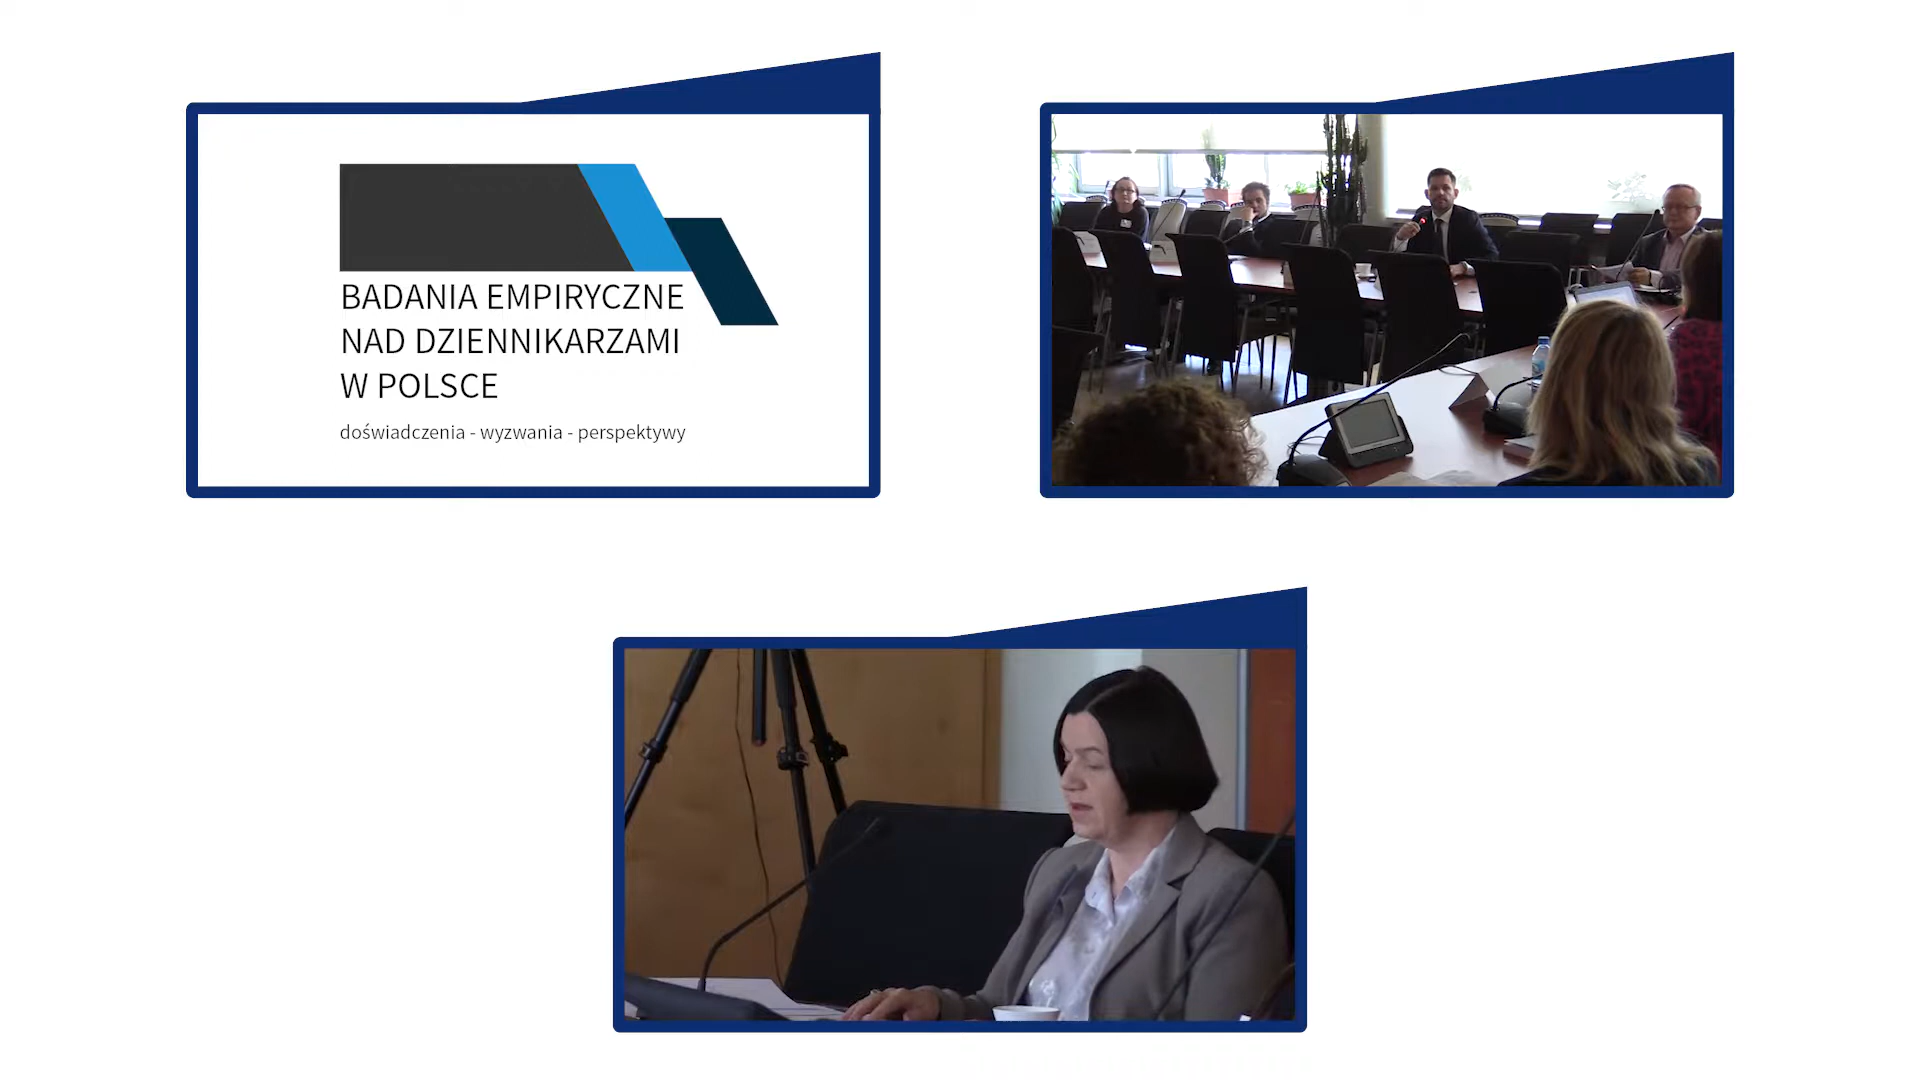 BADANIA EMPIRYCZNE
NAD DZIENNIKARZAMI
W POLSCE
doświadczenia - wyzwania - perspektywy